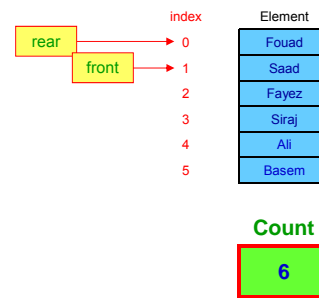 index Element
rear 0 Fouad
front 1 Saad
2 Fayez
3 Siraj
4 Ali
5 Basem
Count
6